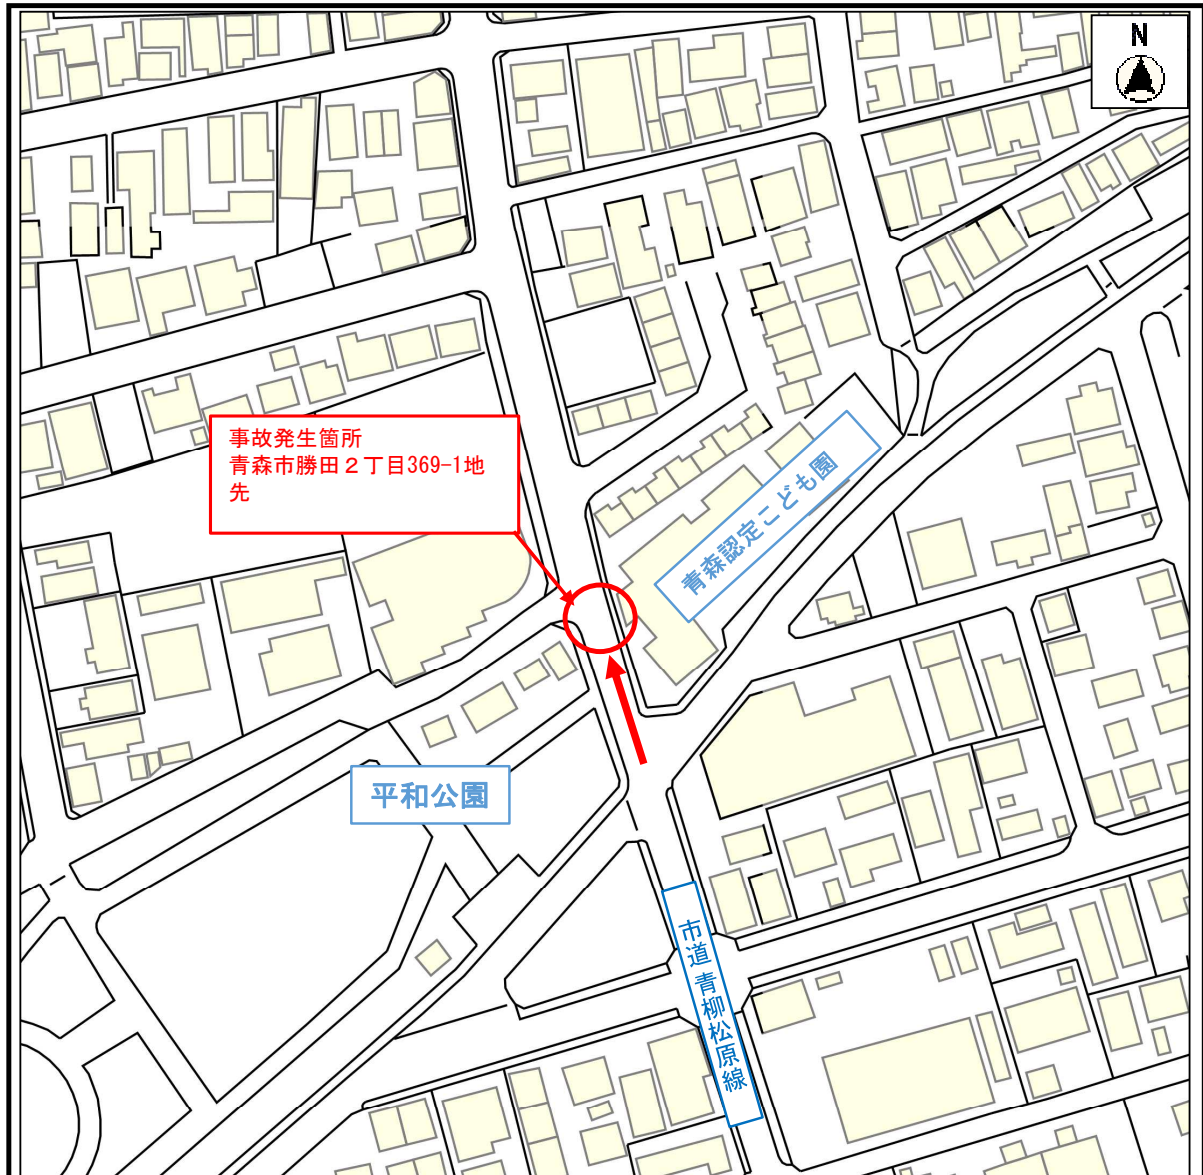 N
事故発生箇所
青森市勝田２丁目369-1地
先
青森認定こども園
平和公園
市道 青柳松原線